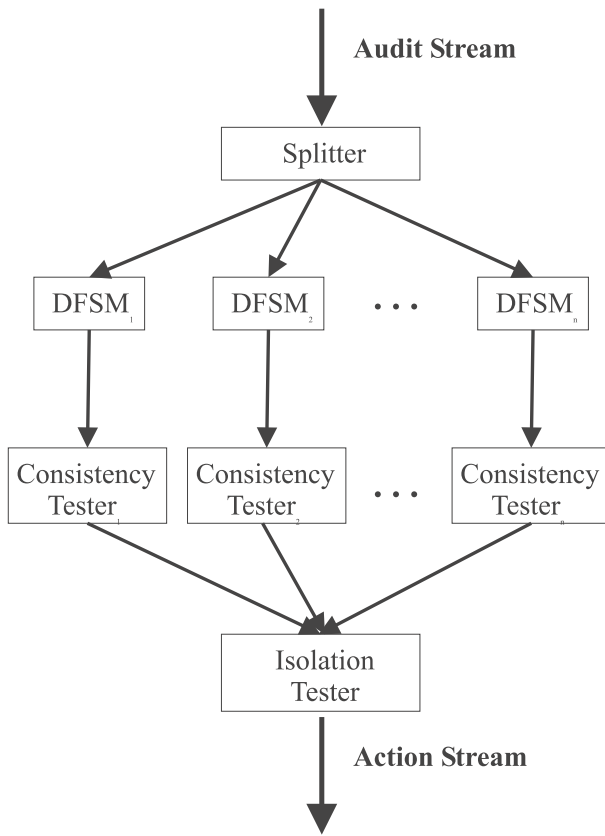 Audit Stream
Splitter
DFSM1 DFSM2 ... DFSMn
Consistency Consistency Consistency
Tester1 Tester2 ... Testern
Isolation
Tester
Action Stream